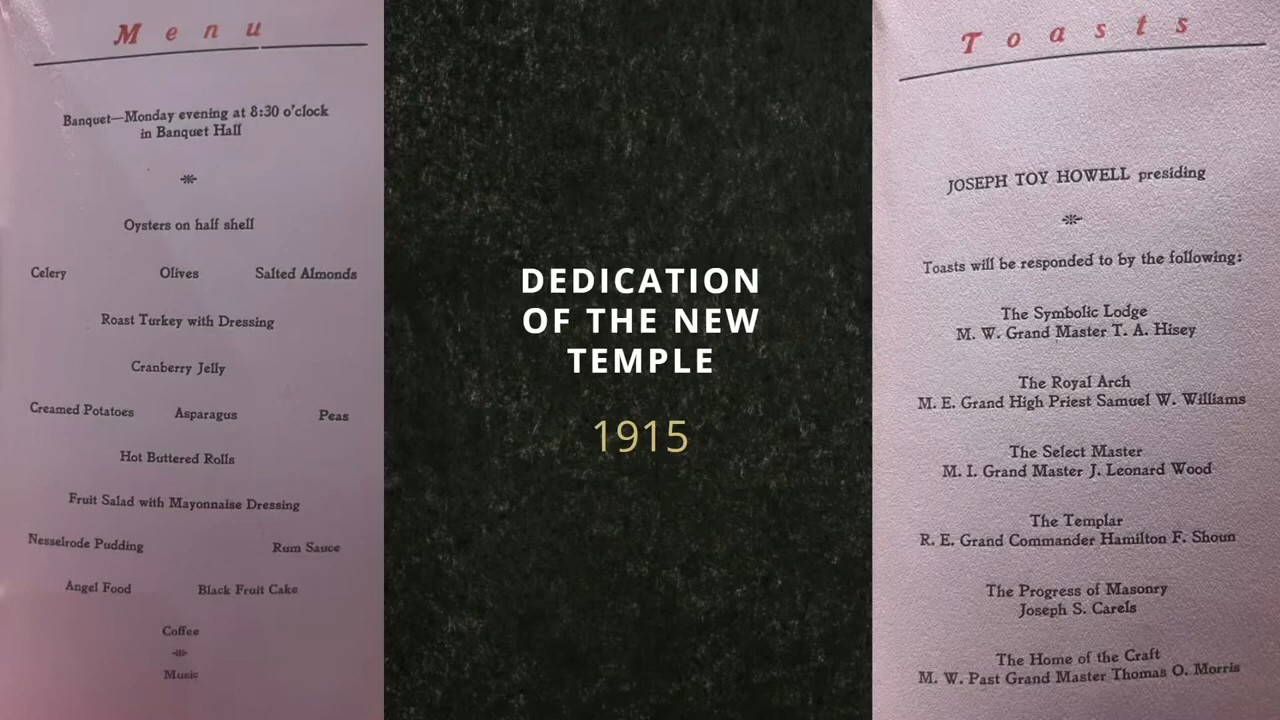 Menu
Banquet—Monday evening at 8:30 o'clock
in Banquet Hall
Oysters on half shell
Celery Olives Salted Almonds
Roast Turkey with Dressing
Cranberry Jelly
Creamed Potatoes Asparagus Peas
Hot Buttered Rolls
Fruit Salad with Mayonnaise Dressing
Nesselrode Pudding Rum Sauce
Angel Food Black Fruit Cake
Coffee
Music
DEDICATION
OF THE NEW
TEMPLE
1915
Toasts
JOSEPH TOY HOWELL presiding
Toasts will be responded to by the following:
The Symbolic Lodge
M. W. Grand Master T. A. Hisey
The Royal Arch
M. E. Grand High Priest Samuel W. Williams
The Select Master
M. I. Grand Master J. Leonard Wood
The Templar
R. E. Grand Commander Hamilton F. Shoun
The Progress of Masonry
Joseph S. Carels
The Home of the Craft
M. W. Past Grand Master Thomas O. Morris